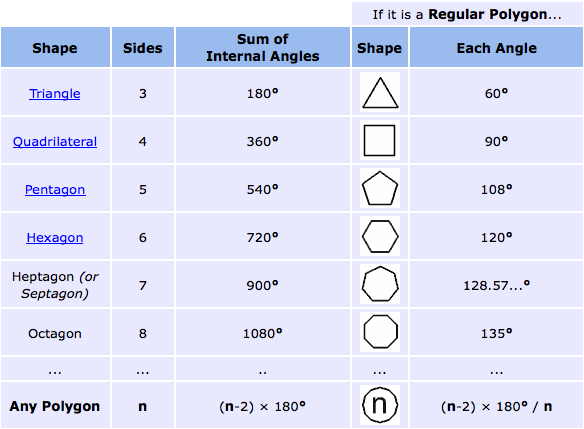 If it is a Regular Polygon...
Shape Sides Sum of Internal Angles Shape Each Angle
Triangle 3 180° 60°
Quadrilateral 4 360° 90°
Pentagon 5 540° 108°
Hexagon 6 720° 120°
Heptagon (or Septagon) 7 900° 128.57...°
Octagon 8 1080° 135°
... ... .. ... ...
Any Polygon n (n-2) × 180° n (n-2) × 180° / n